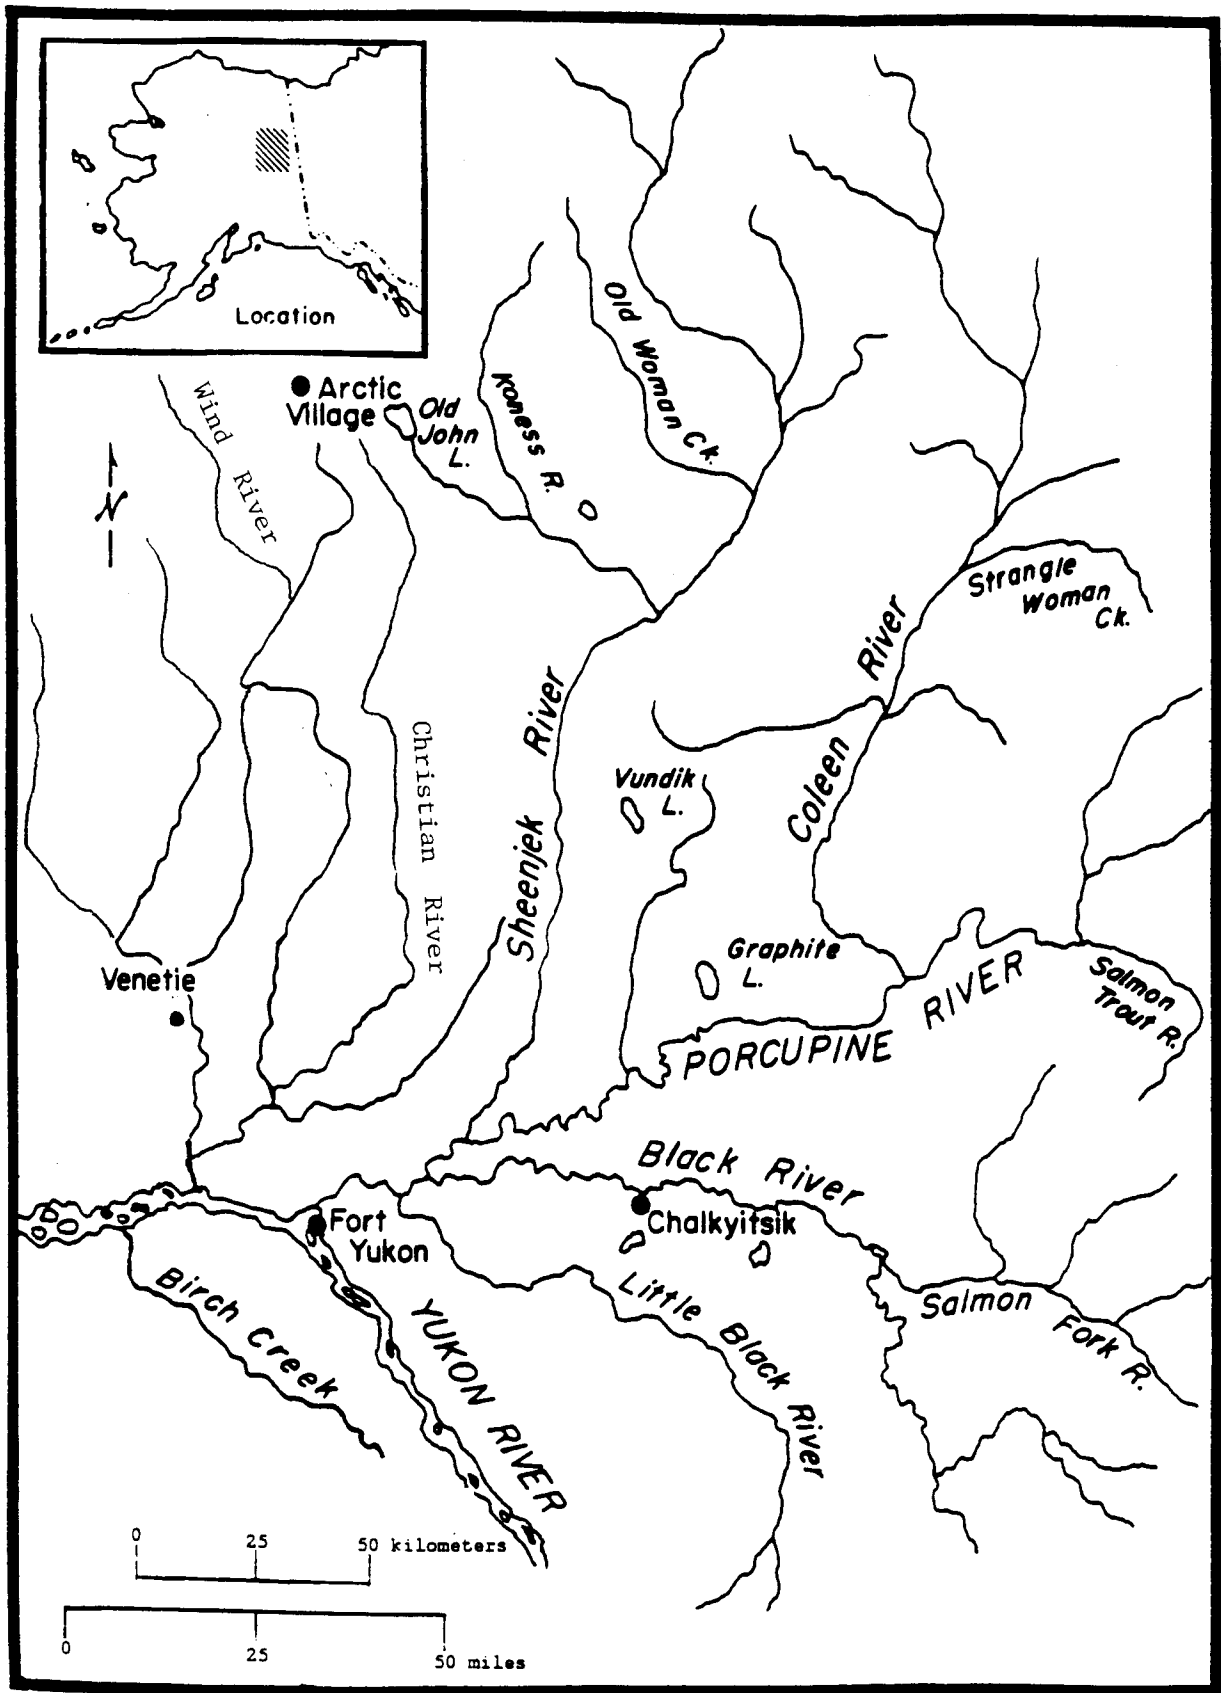 Location
Arctic
Village
Old
John
L.
Wind River
Koness R.
Old Woman Ck.
N
Strangle
Woman
Ck.
Christian River
Sheenjek River
Coleen River
Vundik
L.
Graphite
L.
Venetie
PORCUPINE RIVER
Salmon
Trout R.
Black River
Chalkyitsik
Fort
Yukon
Birch Creek
YUKON RIVER
Little Black River
Salmon Fork R.
0 25 50 kilometers
0 25 50 miles